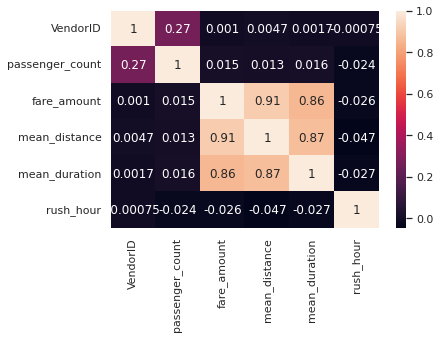 VendorID 1 0.27 0.001 0.0047 0.0017 -0.00075 1.0
passenger_count 0.27 1 0.015 0.013 0.016 -0.024 0.8
fare_amount 0.001 0.015 1 0.91 0.86 -0.026 0.6
mean_distance 0.0047 0.013 0.91 1 0.87 -0.047 0.4
mean_duration 0.0017 0.016 0.86 0.87 1 -0.027 0.2
rush_hour -0.00075 -0.024 -0.026 -0.047 -0.027 1 0.0
VendorID
passenger_count
fare_amount
mean_distance
mean_duration
rush_hour